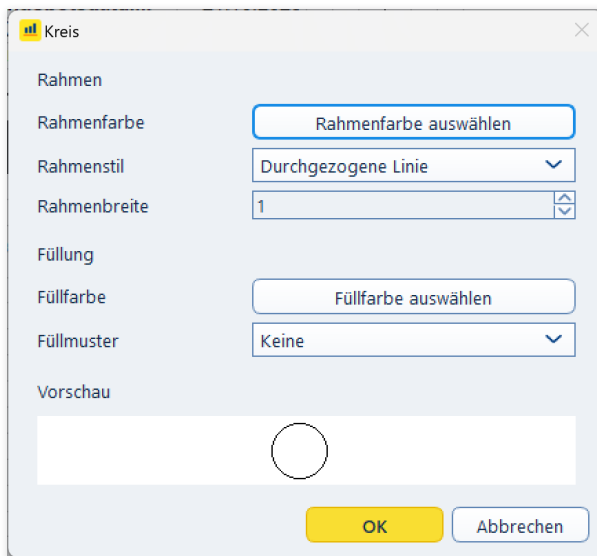 Kreis
Rahmen
Rahmenfarbe Rahmenfarbe auswählen
Rahmenstil Durchgezogene Linie
Rahmenbreite 1
Füllung
Füllfarbe Füllfarbe auswählen
Füllmuster Keine
Vorschau
OK Abbrechen